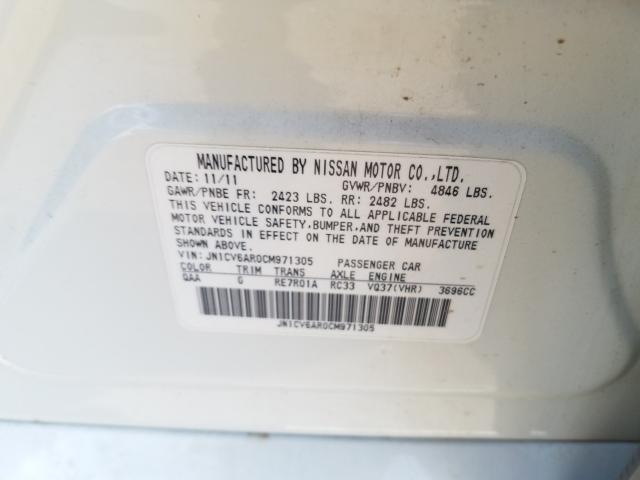 MANUFACTURED BY NISSAN MOTOR CO.,LTD.
DATE: 11/11 GVWR/PNBV: 4846 LBS.
GAWR/PNBE FR: 2423 LBS. RR: 2482 LBS.
THIS VEHICLE CONFORMS TO ALL APPLICABLE FEDERAL
MOTOR VEHICLE SAFETY, BUMPER, AND THEFT PREVENTION
STANDARDS IN EFFECT ON THE DATE OF MANUFACTURE
SHOWN ABOVE.
VIN: JN1CV6AR0CM971305 PASSENGER CAR
COLOR TRIM TRANS AXLE ENGINE
QAA G RE7R01A RC33 VQ37(VHR) 3696CC
JN1CV6AR0CM971305